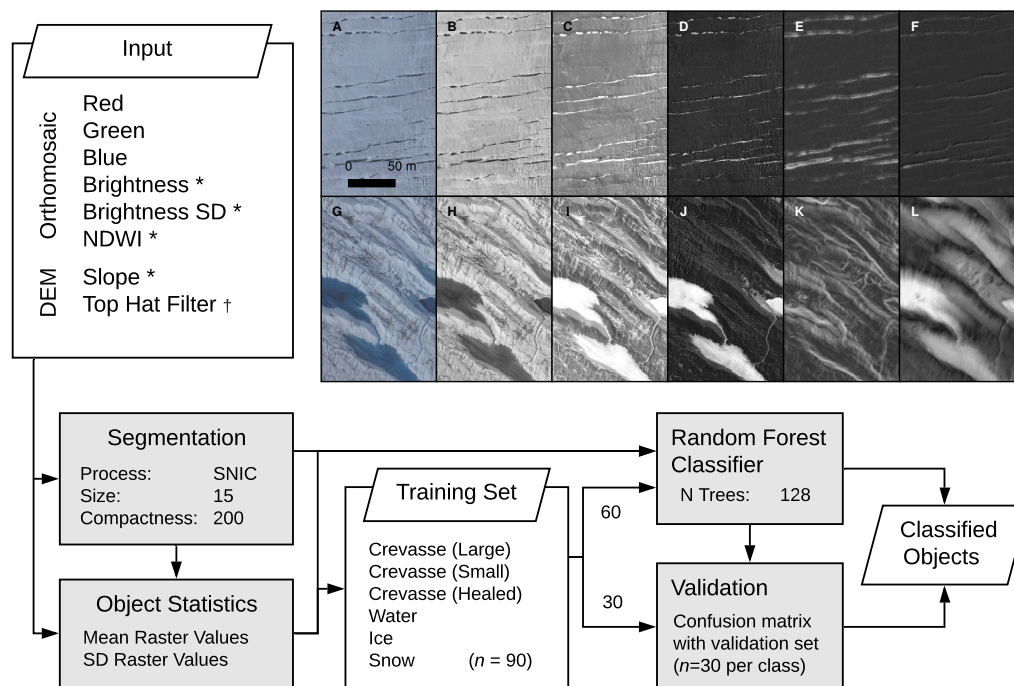 Input
Orthomosaic
Red
Green
Blue
Brightness *
Brightness SD *
NDWI *
DEM
Slope *
Top Hat Filter †
A
B
C
D
E
F
0 50 m
G
H
I
J
K
L
Segmentation
Process: SNIC
Size: 15
Compactness: 200
Object Statistics
Mean Raster Values
SD Raster Values
Training Set
Crevasse (Large)
Crevasse (Small)
Crevasse (Healed)
Water
Ice
Snow (n = 90)
60
30
Random Forest
Classifier
N Trees: 128
Validation
Confusion matrix
with validation set
(n=30 per class)
Classified
Objects